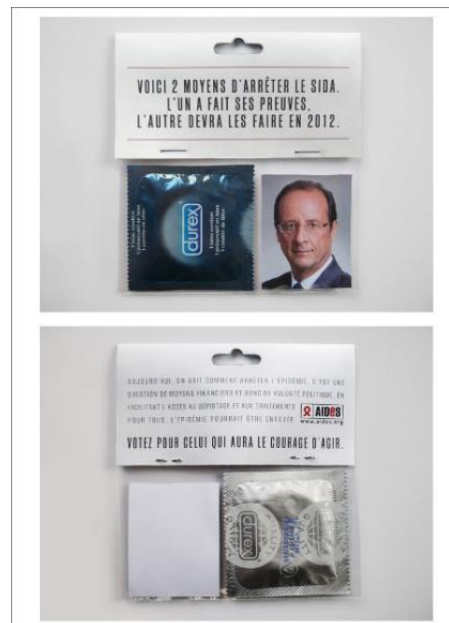 VOICI 2 MOYENS D'ARRÊTER LE SIDA.
L'UN A FAIT SES PREUVES,
L'AUTRE DEVRA LES FAIRE EN 2012.
durex
AUJOURD'HUI, ON SAIT COMMENT ARRÊTER L'ÉPIDÉMIE. C'EST UNE
QUESTION DE MOYENS FINANCIERS ET DONC DE VOLONTÉ POLITIQUE. EN
FACILITANT L'ACCÈS AU DÉPISTAGE ET AUX TRAITEMENTS
POUR TOUS, L'ÉPIDÉMIE POURRAIT ÊTRE ENRAYÉE.
AIDES
www.aides.org
VOTEZ POUR CELUI QUI AURA LE COURAGE D'AGIR.
durex